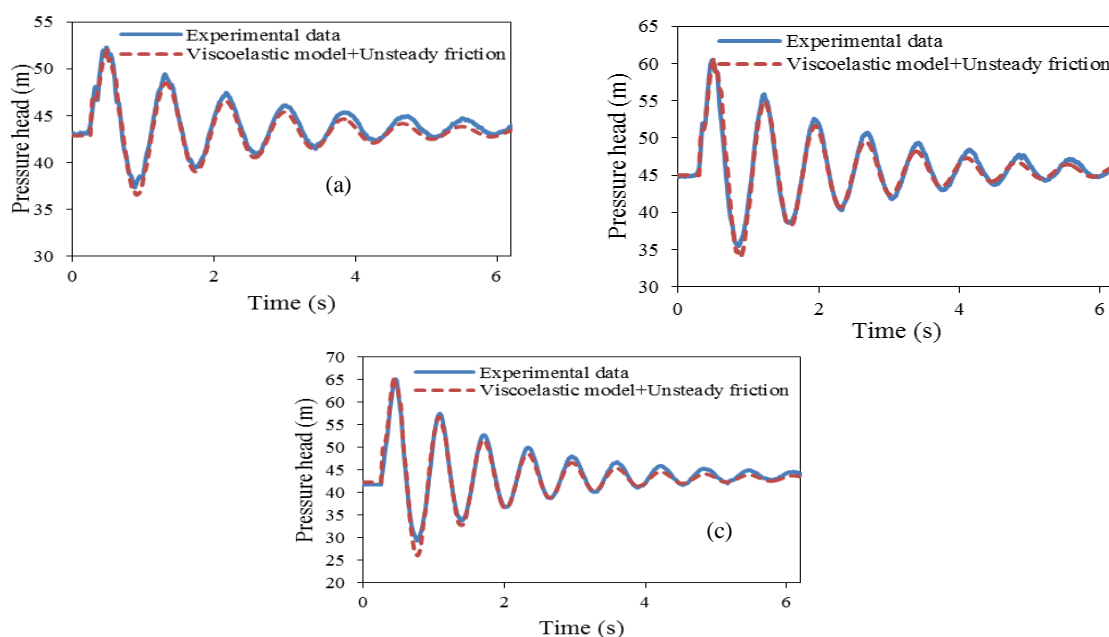 55
50
45
40
35
30
Pressure head (m)
Experimental data
Viscoelastic model+Unsteady friction
(a)
0 2 4 6
Time (s)
65
60
55
50
45
40
35
30
Pressure head (m)
Experimental data
Viscoelastic model+Unsteady friction
0 2 4 6
Time (s)
70
65
60
55
50
45
40
35
30
25
20
Pressure head (m)
Experimental data
Viscoelastic model+Unsteady friction
(c)
0 2 4 6
Time (s)